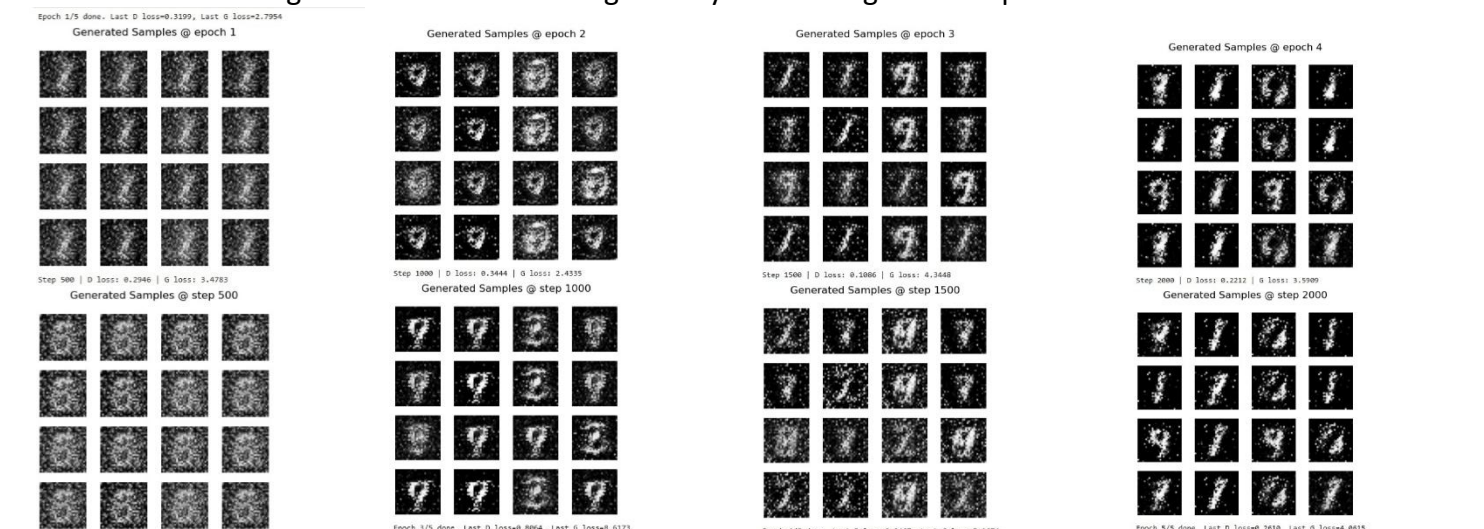 Epoch 1/5 done. Last D loss=0.3199, Last G loss=2.7954
Generated Samples @ epoch 1
Step 500 | D loss: 0.2946 | G loss: 3.4783
Generated Samples @ step 500
Generated Samples @ epoch 2
Step 1000 | D loss: 0.3444 | G loss: 2.4335
Generated Samples @ step 1000
Generated Samples @ epoch 3
Step 1500 | D loss: 0.1086 | G loss: 4.3448
Generated Samples @ step 1500
Generated Samples @ epoch 4
Step 2000 | D loss: 0.2212 | G loss: 3.5909
Generated Samples @ step 2000